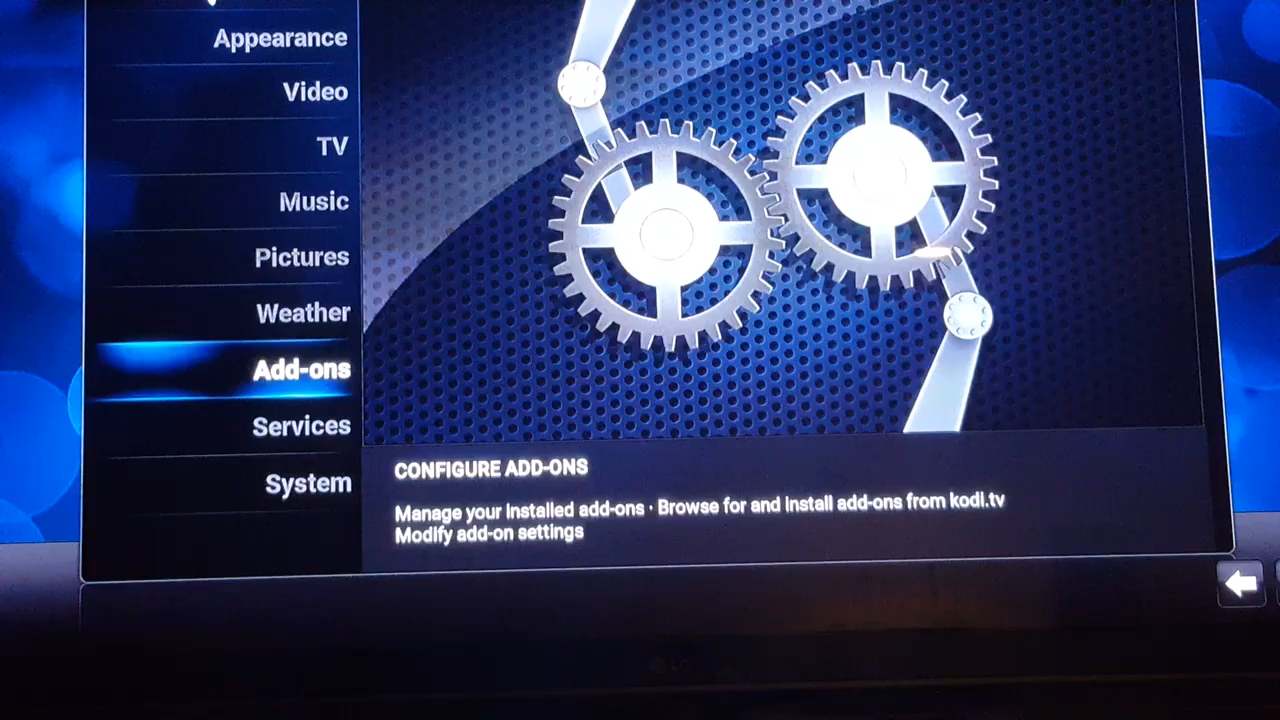 Appearance
Video
TV
Music
Pictures
Weather
Add-ons
Services
System
CONFIGURE ADD-ONS
Manage your installed add-ons · Browse for and install add-ons from kodi.tv
Modify add-on settings
LG